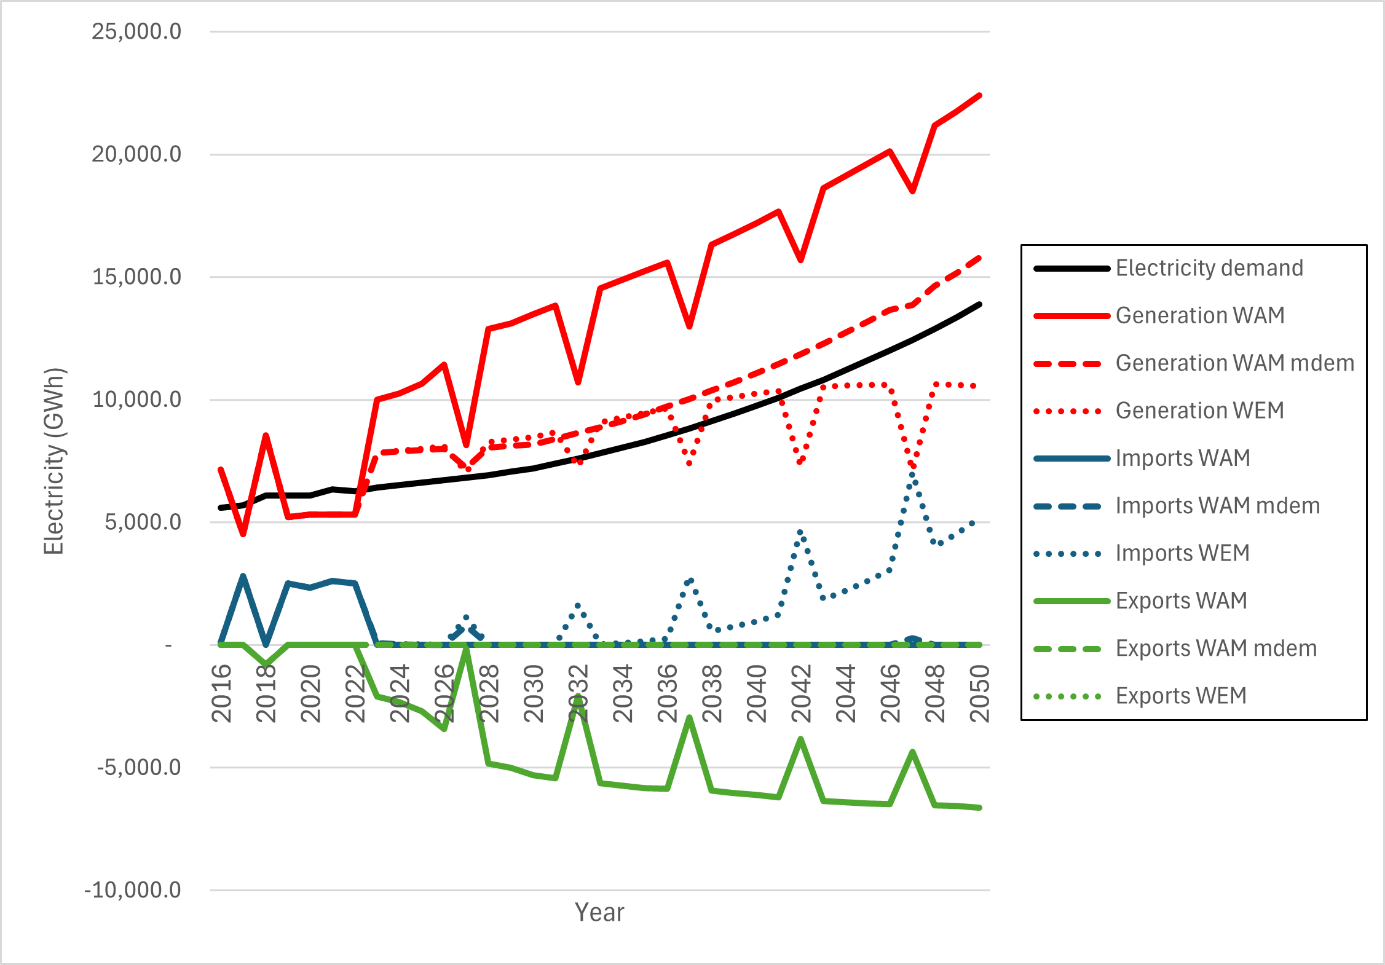 25,000.0
20,000.0
15,000.0
10,000.0
5,000.0
-
-5,000.0
-10,000.0
Electricity (GWh)
2016
2018
2020
2022
2024
2026
2028
2030
2032
2034
2036
2038
2040
2042
2044
2046
2048
2050
Year
Electricity demand
Generation WAM
Generation WAM mdem
Generation WEM
Imports WAM
Imports WAM mdem
Imports WEM
Exports WAM
Exports WAM mdem
Exports WEM